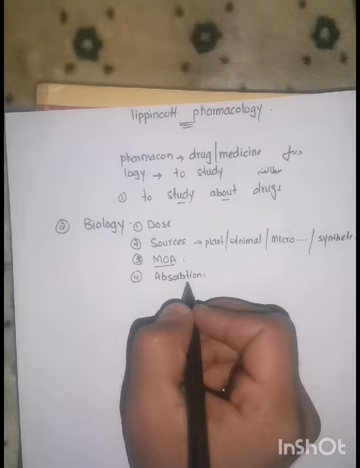 lippincott pharmacology.
pharmacon → drug/medicine
logy → to study
① to study about drugs
② Biology. ① Dose
② Sources → plant/animal/micro----/synthetic
③ MOA.
④ Absorbtion.
InShOt